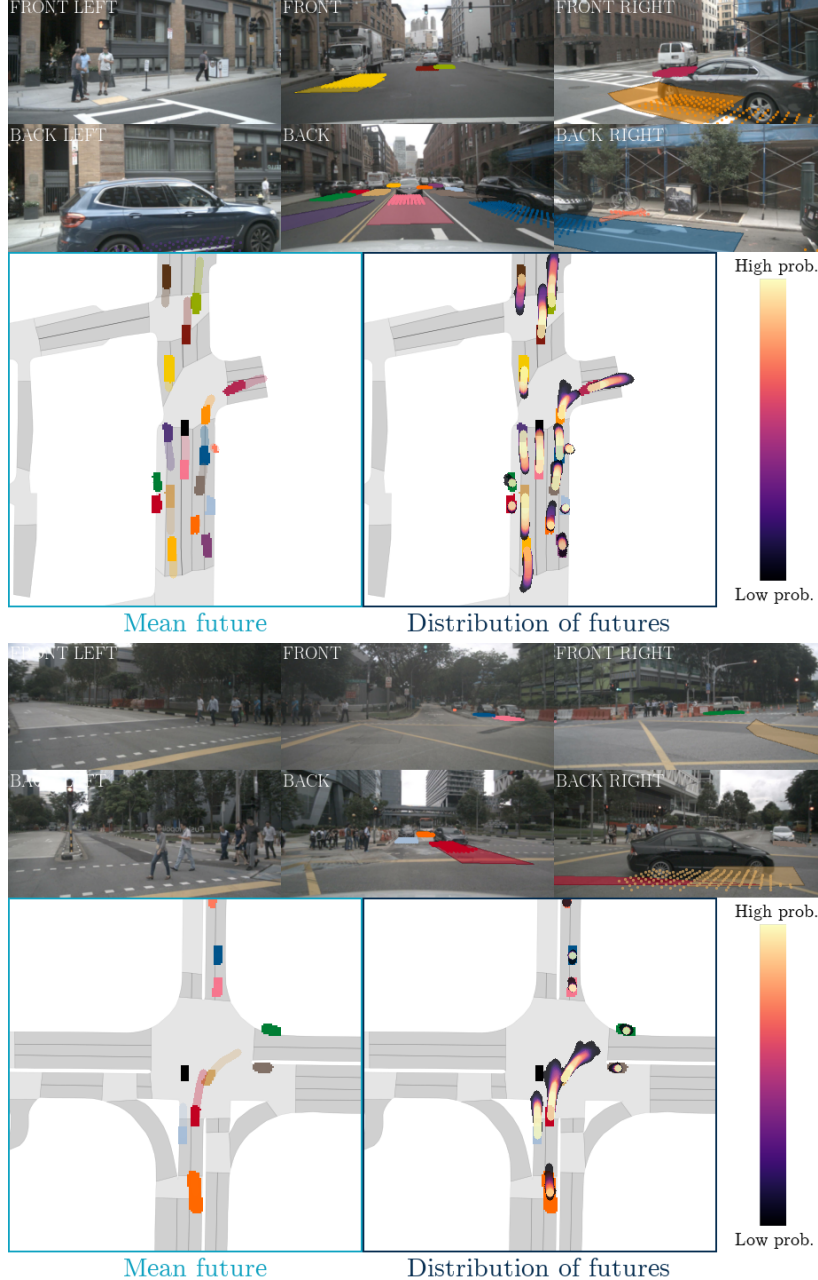 FRONT LEFT
FRONT
FRONT RIGHT
BACK LEFT
BACK
BACK RIGHT
High prob.
Low prob.
Mean future
Distribution of futures
FRONT LEFT
FRONT
FRONT RIGHT
BACK LEFT
BACK
BACK RIGHT
High prob.
Low prob.
Mean future
Distribution of futures